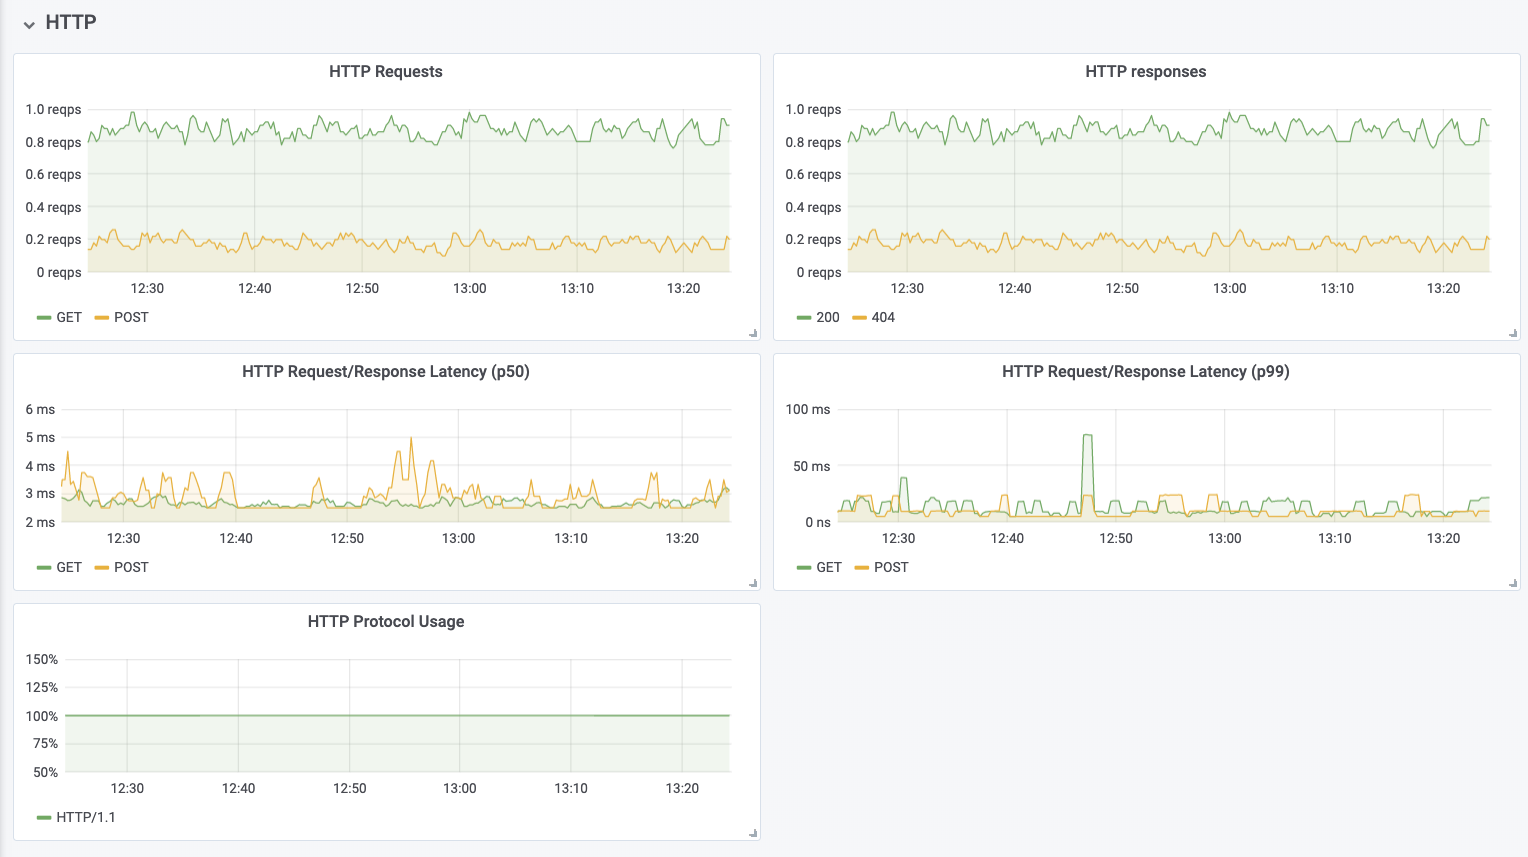 HTTP
HTTP Requests
1.0 reqps
0.8 reqps
0.6 reqps
0.4 reqps
0.2 reqps
0 reqps
12:30 12:40 12:50 13:00 13:10 13:20
GET POST
HTTP responses
1.0 reqps
0.8 reqps
0.6 reqps
0.4 reqps
0.2 reqps
0 reqps
12:30 12:40 12:50 13:00 13:10 13:20
200 404
HTTP Request/Response Latency (p50)
6 ms
5 ms
4 ms
3 ms
2 ms
12:30 12:40 12:50 13:00 13:10 13:20
GET POST
HTTP Request/Response Latency (p99)
100 ms
50 ms
0 ns
12:30 12:40 12:50 13:00 13:10 13:20
GET POST
HTTP Protocol Usage
150%
125%
100%
75%
50%
12:30 12:40 12:50 13:00 13:10 13:20
HTTP/1.1